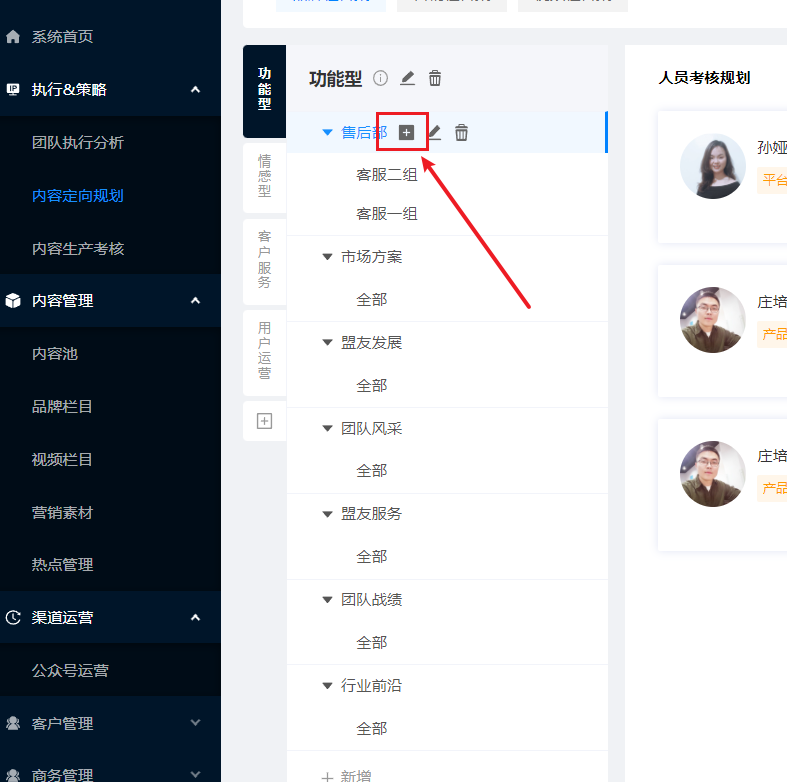 系统首页
执行&策略
团队执行分析
内容定向规划
内容生产考核
内容管理
内容池
品牌栏目
视频栏目
营销素材
热点管理
渠道运营
公众号运营
客户管理
商务管理
功能型
情感型
客户服务
用户运营
功能型
售后部
客服二组
客服一组
市场方案
全部
盟友发展
全部
团队风采
全部
盟友服务
全部
团队战绩
全部
行业前沿
全部
新增
人员考核规划
孙娅
平台
庄培
产品
庄培
产品